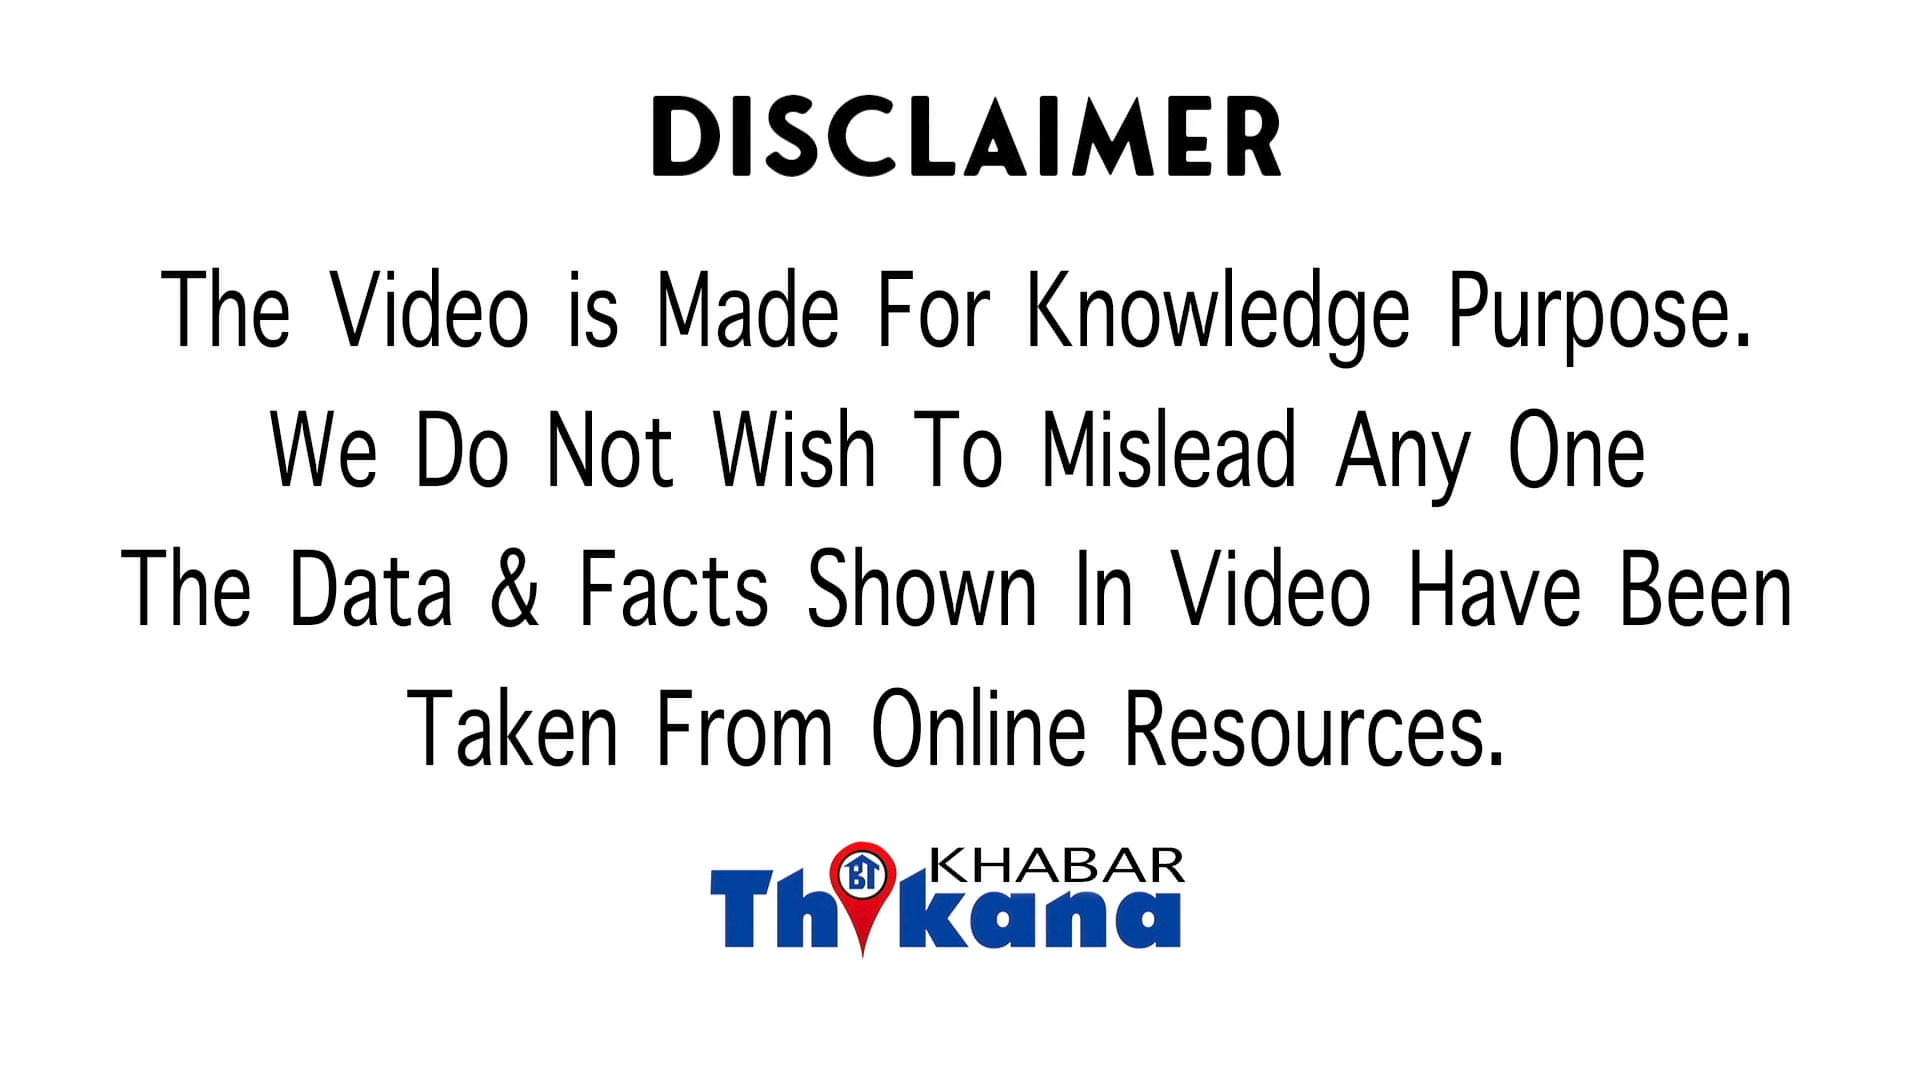 DISCLAIMER
The Video is Made For Knowledge Purpose.
We Do Not Wish To Mislead Any One
The Data & Facts Shown In Video Have Been
Taken From Online Resources.
KHABAR
BT
Thikana